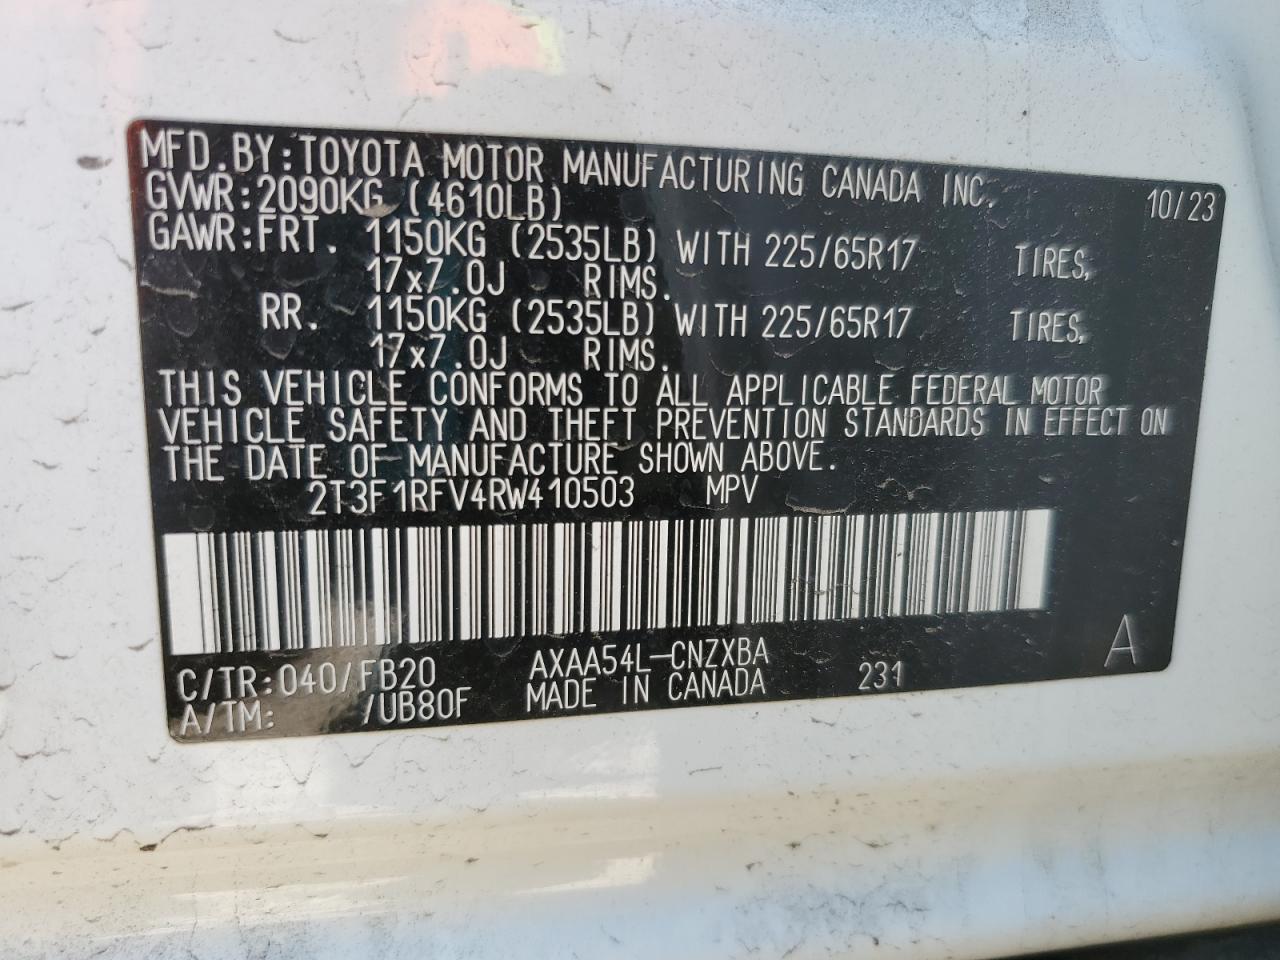 MFD.BY:TOYOTA MOTOR MANUFACTURING CANADA INC. 10/23
GVWR:2090KG (4610LB)
GAWR:FRT. 1150KG (2535LB) WITH 225/65R17 TIRES,
17x7.0J RIMS.
RR. 1150KG (2535LB) WITH 225/65R17 TIRES,
17x7.0J RIMS.
THIS VEHICLE CONFORMS TO ALL APPLICABLE FEDERAL MOTOR
VEHICLE SAFETY AND THEFT PREVENTION STANDARDS IN EFFECT ON
THE DATE OF MANUFACTURE SHOWN ABOVE.
2T3F1RFV4RW410503 MPV
C/TR:040/FB20 AXAA54L-CNZXBA 231 A
A/TM: /UB80F MADE IN CANADA